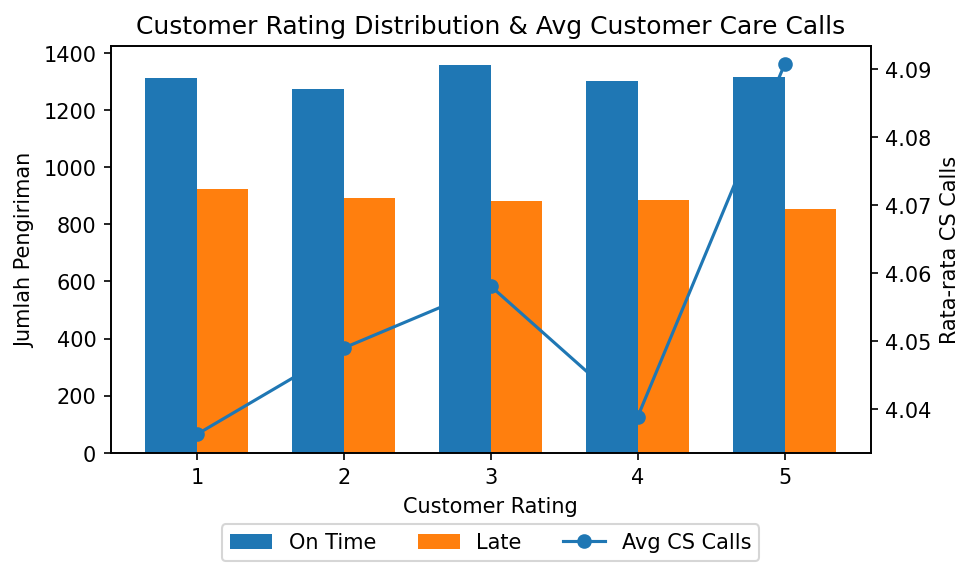 Customer Rating Distribution & Avg Customer Care Calls
Jumlah Pengiriman
1400
1200
1000
800
600
400
200
0
4.09
4.08
4.07
4.06
4.05
4.04
Rata-rata CS Calls
1 2 3 4 5
Customer Rating
On Time Late Avg CS Calls